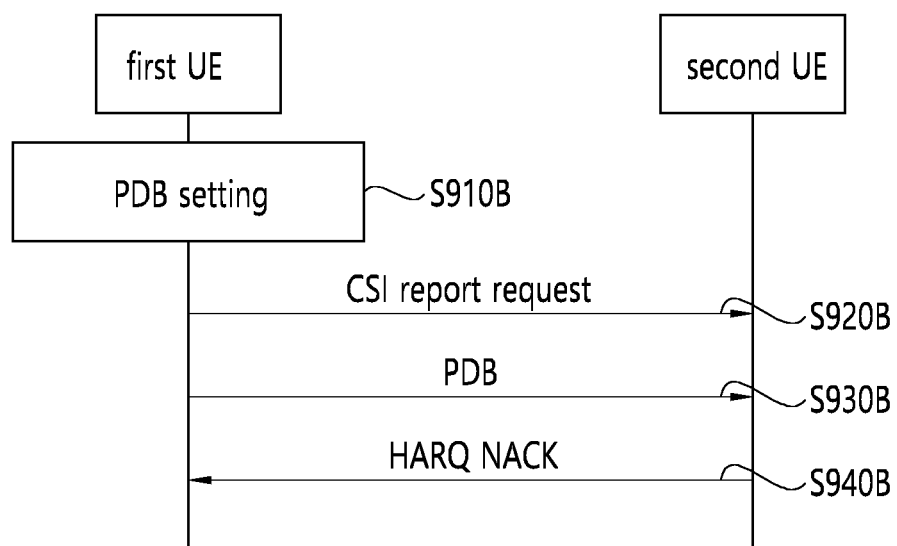 first UE
second UE
PDB setting
S910B
CSI report request
S920B
PDB
S930B
HARQ NACK
S940B